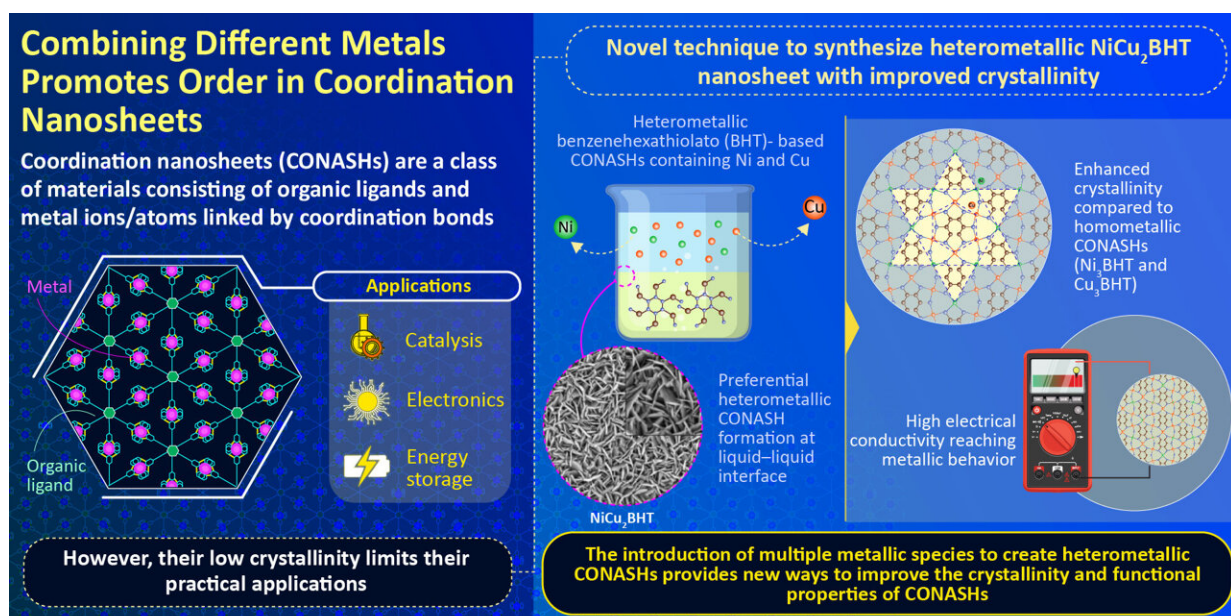 Combining Different Metals
Promotes Order in Coordination
Nanosheets
Coordination nanosheets (CONASHs) are a class
of materials consisting of organic ligands and
metal ions/atoms linked by coordination bonds
Metal
Organic
ligand
Applications
Catalysis
Electronics
Energy
storage
However, their low crystallinity limits their
practical applications
Novel technique to synthesize heterometallic NiCu₂BHT
nanosheet with improved crystallinity
Heterometallic
benzenehexathiolato (BHT)- based
CONASHs containing Ni and Cu
Ni
Cu
NiCu₂BHT
Preferential
heterometallic
CONASH
formation at
liquid–liquid
interface
Enhanced
crystallinity
compared to
homometallic
CONASHs
(Ni₃BHT and
Cu₃BHT)
High electrical
conductivity reaching
metallic behavior
The introduction of multiple metallic species to create heterometallic
CONASHs provides new ways to improve the crystallinity and functional
properties of CONASHs